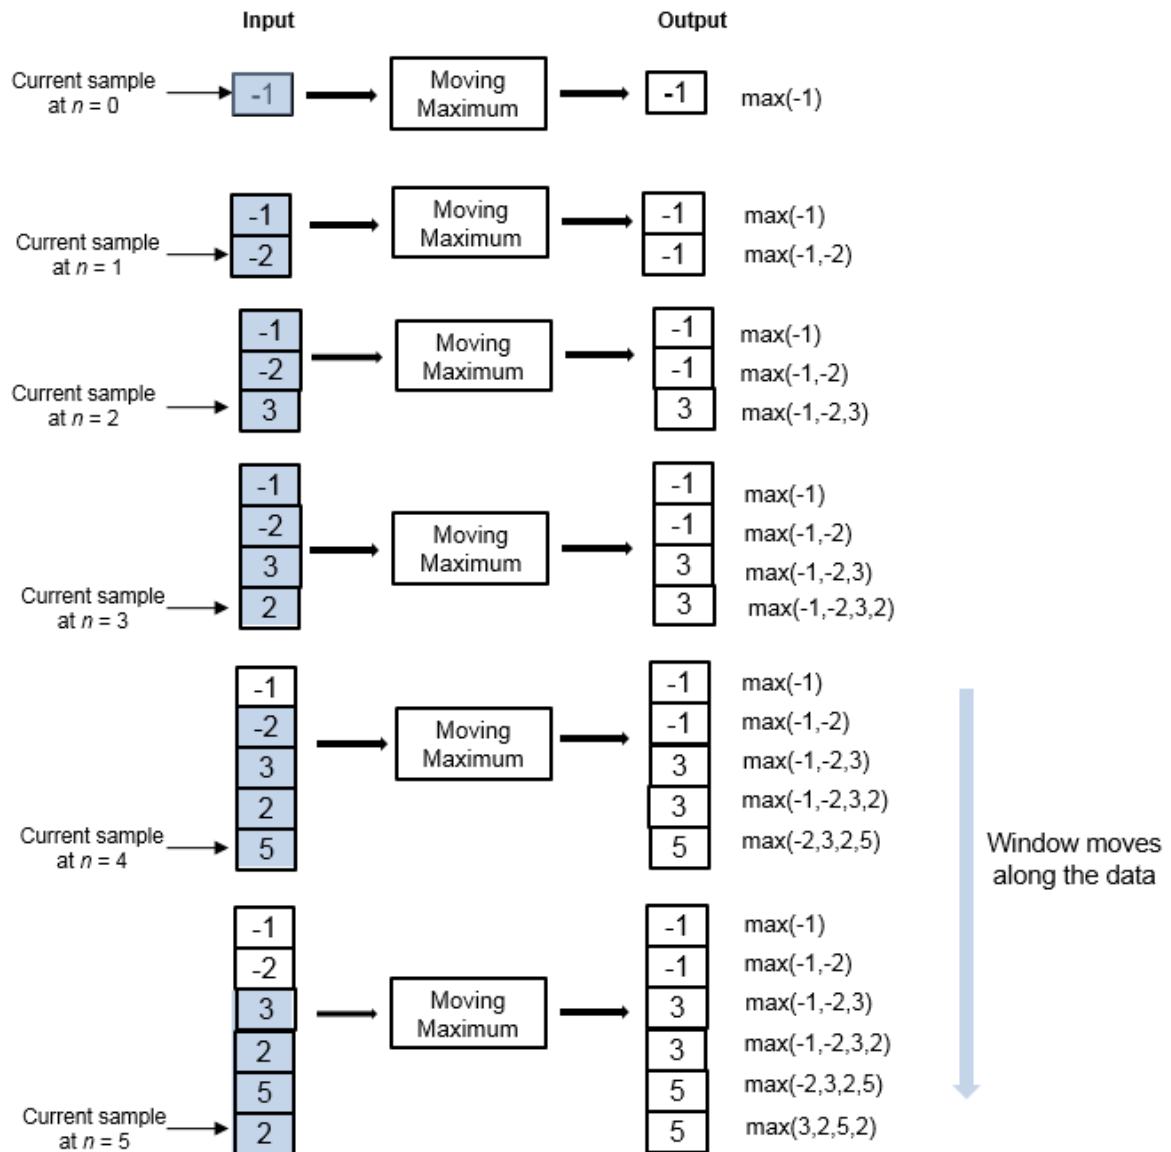 Input
Output
Current sample
at n = 0
-1
Moving
Maximum
-1
max(-1)
Current sample
at n = 1
-1
-2
Moving
Maximum
-1
-1
max(-1)
max(-1,-2)
Current sample
at n = 2
-1
-2
3
Moving
Maximum
-1
-1
3
max(-1)
max(-1,-2)
max(-1,-2,3)
Current sample
at n = 3
-1
-2
3
2
Moving
Maximum
-1
-1
3
3
max(-1)
max(-1,-2)
max(-1,-2,3)
max(-1,-2,3,2)
Current sample
at n = 4
-1
-2
3
2
5
Moving
Maximum
-1
-1
3
3
5
max(-1)
max(-1,-2)
max(-1,-2,3)
max(-1,-2,3,2)
max(-2,3,2,5)
Window moves
along the data
Current sample
at n = 5
-1
-2
3
2
5
2
Moving
Maximum
-1
-1
3
3
5
5
max(-1)
max(-1,-2)
max(-1,-2,3)
max(-1,-2,3,2)
max(-2,3,2,5)
max(3,2,5,2)